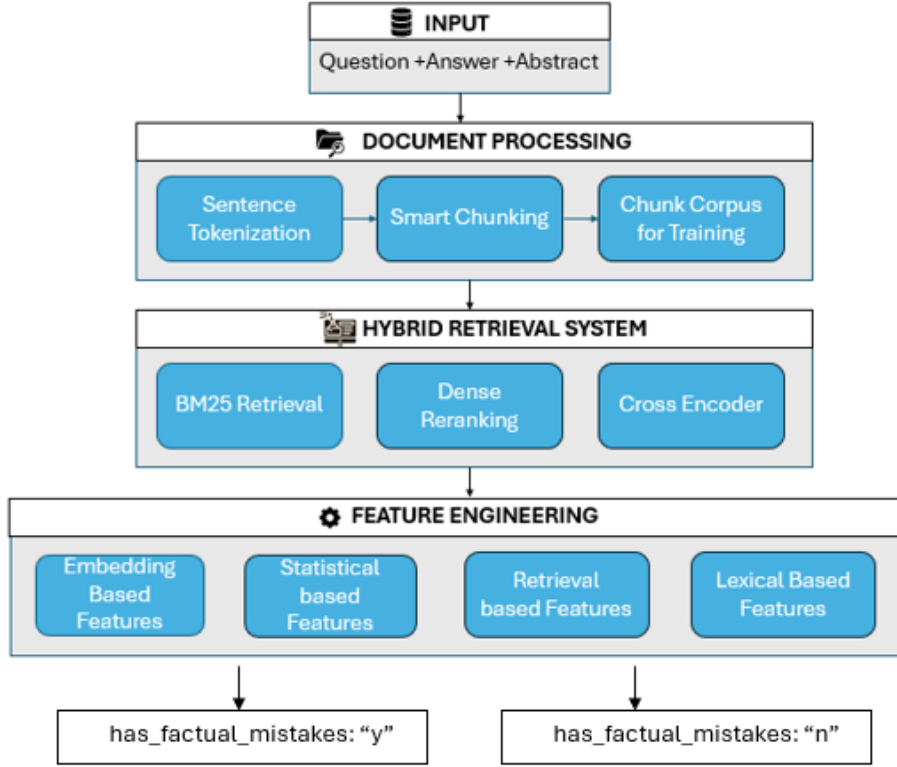 INPUT
Question +Answer +Abstract
DOCUMENT PROCESSING
Sentence
Tokenization
Smart Chunking
Chunk Corpus
for Training
HYBRID RETRIEVAL SYSTEM
BM25 Retrieval
Dense
Reranking
Cross Encoder
FEATURE ENGINEERING
Embedding
Based
Features
Statistical
based
Features
Retrieval
based Features
Lexical Based
Features
has_factual_mistakes: “y”
has_factual_mistakes: “n”